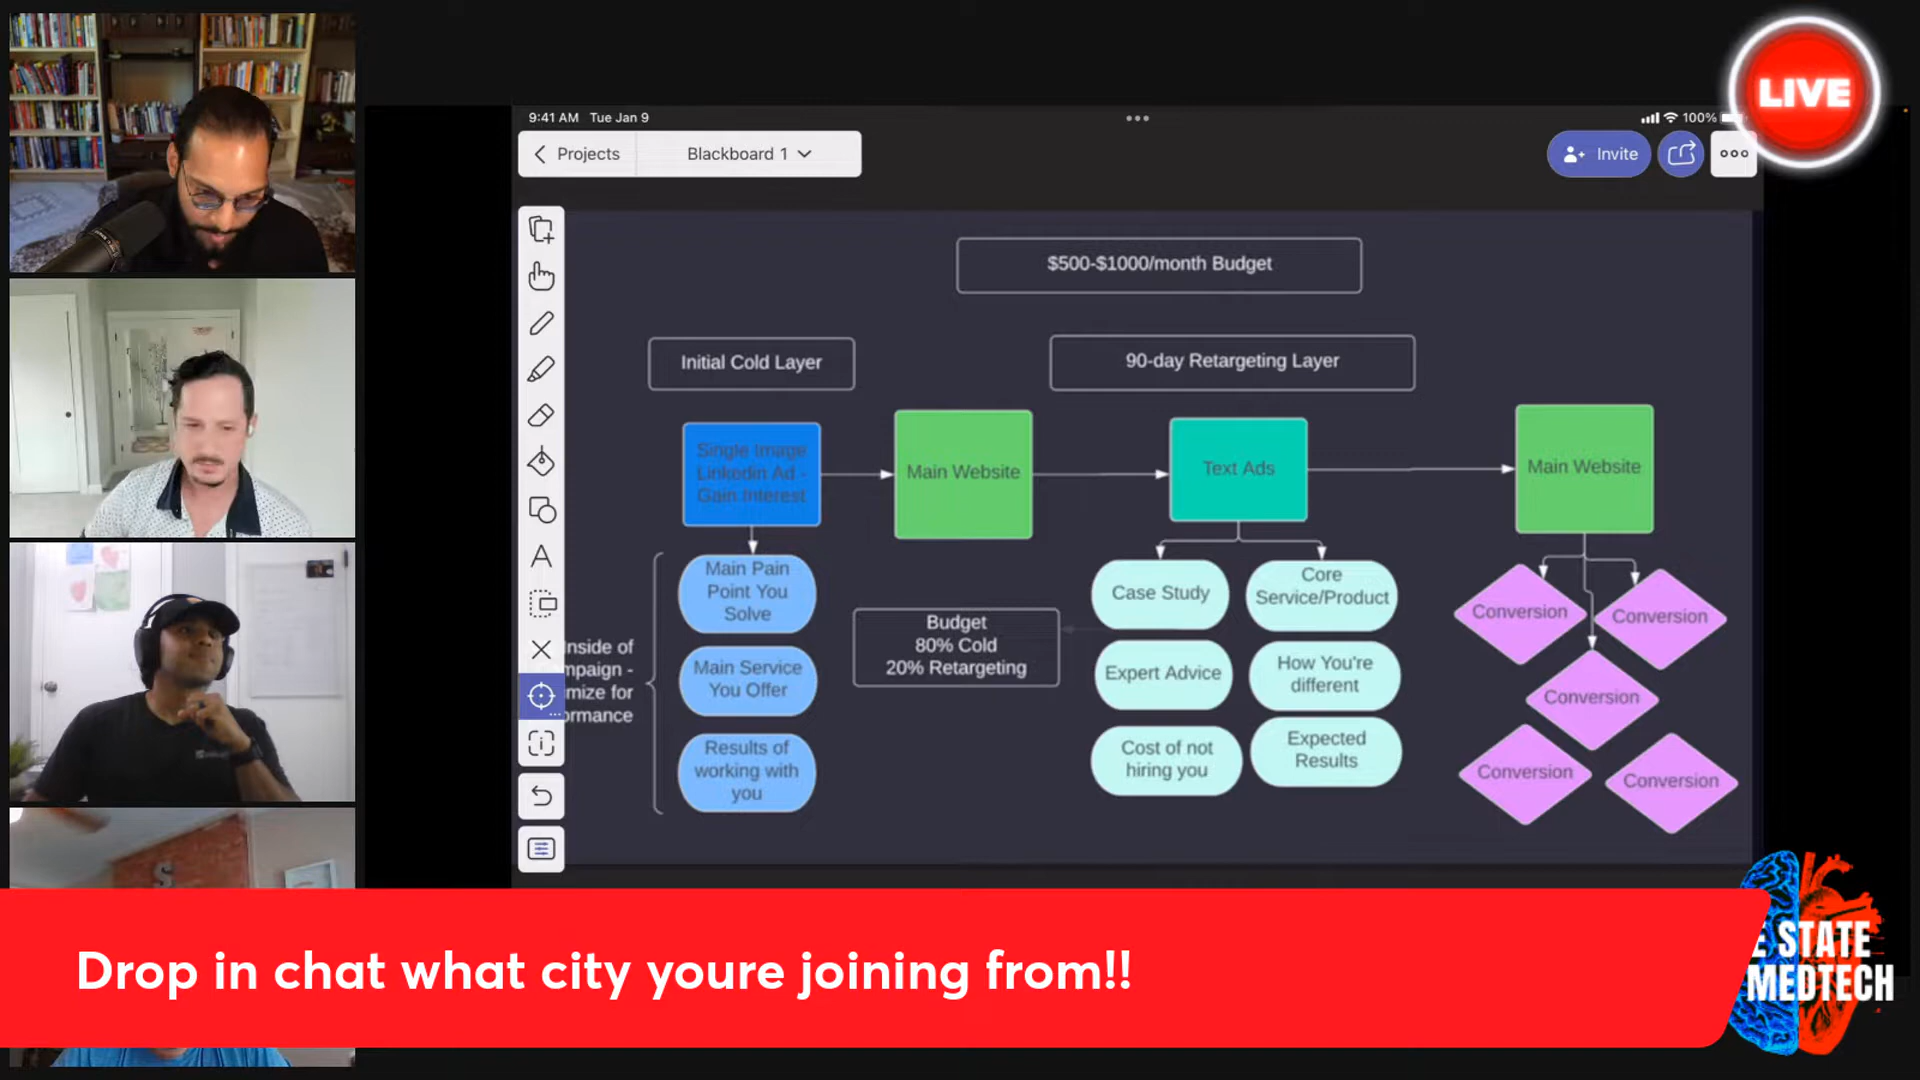 LIVE
9:41 AM Tue Jan 9
100%
Projects
Blackboard 1
Invite
$500-$1000/month Budget
Initial Cold Layer
90-day Retargeting Layer
Single Image
Linkedin Ad -
Gain Interest
Main Website
Text Ads
Main Website
Main Pain
Point You
Solve
Main Service
You Offer
Results of
working with
you
nside of
mpaign -
mize for
ormance
Budget
80% Cold
20% Retargeting
Case Study
Core
Service/Product
Expert Advice
How You're
different
Cost of not
hiring you
Expected
Results
Conversion
Conversion
Conversion
Conversion
Conversion
Drop in chat what city youre joining from!!
E STATE
MEDTECH